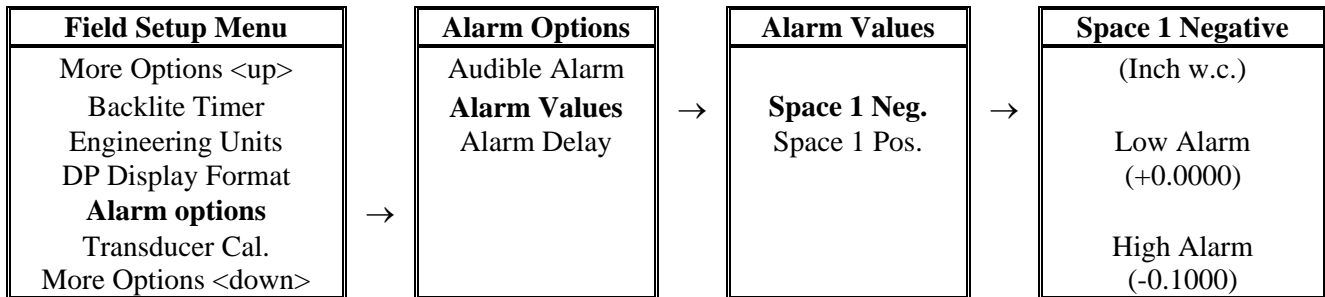 Field Setup Menu
More Options <up>
Backlite Timer
Engineering Units
DP Display Format
Alarm options
Transducer Cal.
More Options <down>
→
Alarm Options
Audible Alarm
Alarm Values
Alarm Delay
→
Alarm Values
Space 1 Neg.
Space 1 Pos.
→
Space 1 Negative
(Inch w.c.)
Low Alarm
(+0.0000)
High Alarm
(-0.1000)